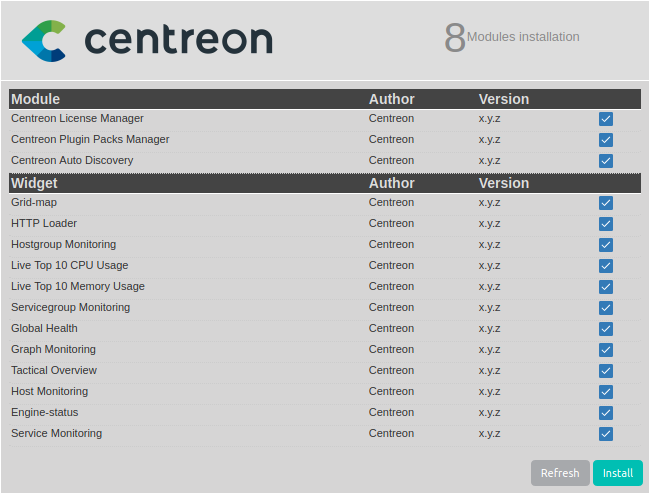 centreon
8 Modules installation
Module Author Version
Centreon License Manager Centreon x.y.z
Centreon Plugin Packs Manager Centreon x.y.z
Centreon Auto Discovery Centreon x.y.z
Widget Author Version
Grid-map Centreon x.y.z
HTTP Loader Centreon x.y.z
Hostgroup Monitoring Centreon x.y.z
Live Top 10 CPU Usage Centreon x.y.z
Live Top 10 Memory Usage Centreon x.y.z
Servicegroup Monitoring Centreon x.y.z
Global Health Centreon x.y.z
Graph Monitoring Centreon x.y.z
Tactical Overview Centreon x.y.z
Host Monitoring Centreon x.y.z
Engine-status Centreon x.y.z
Service Monitoring Centreon x.y.z
Refresh Install